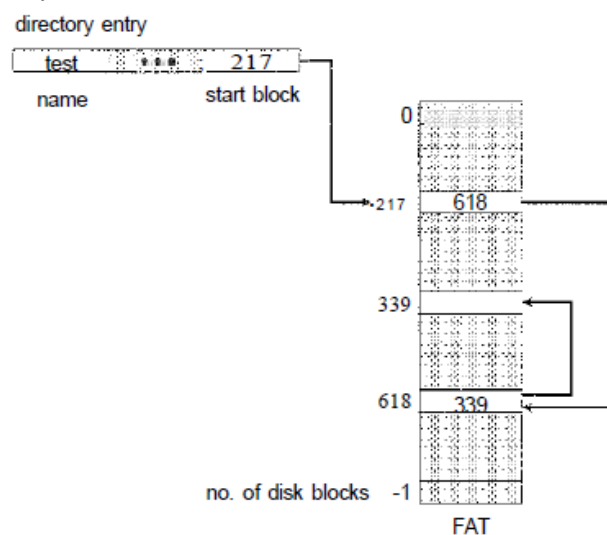 directory entry
test ••• 217
name start block
0
217 618
339
618 339
no. of disk blocks -1
FAT